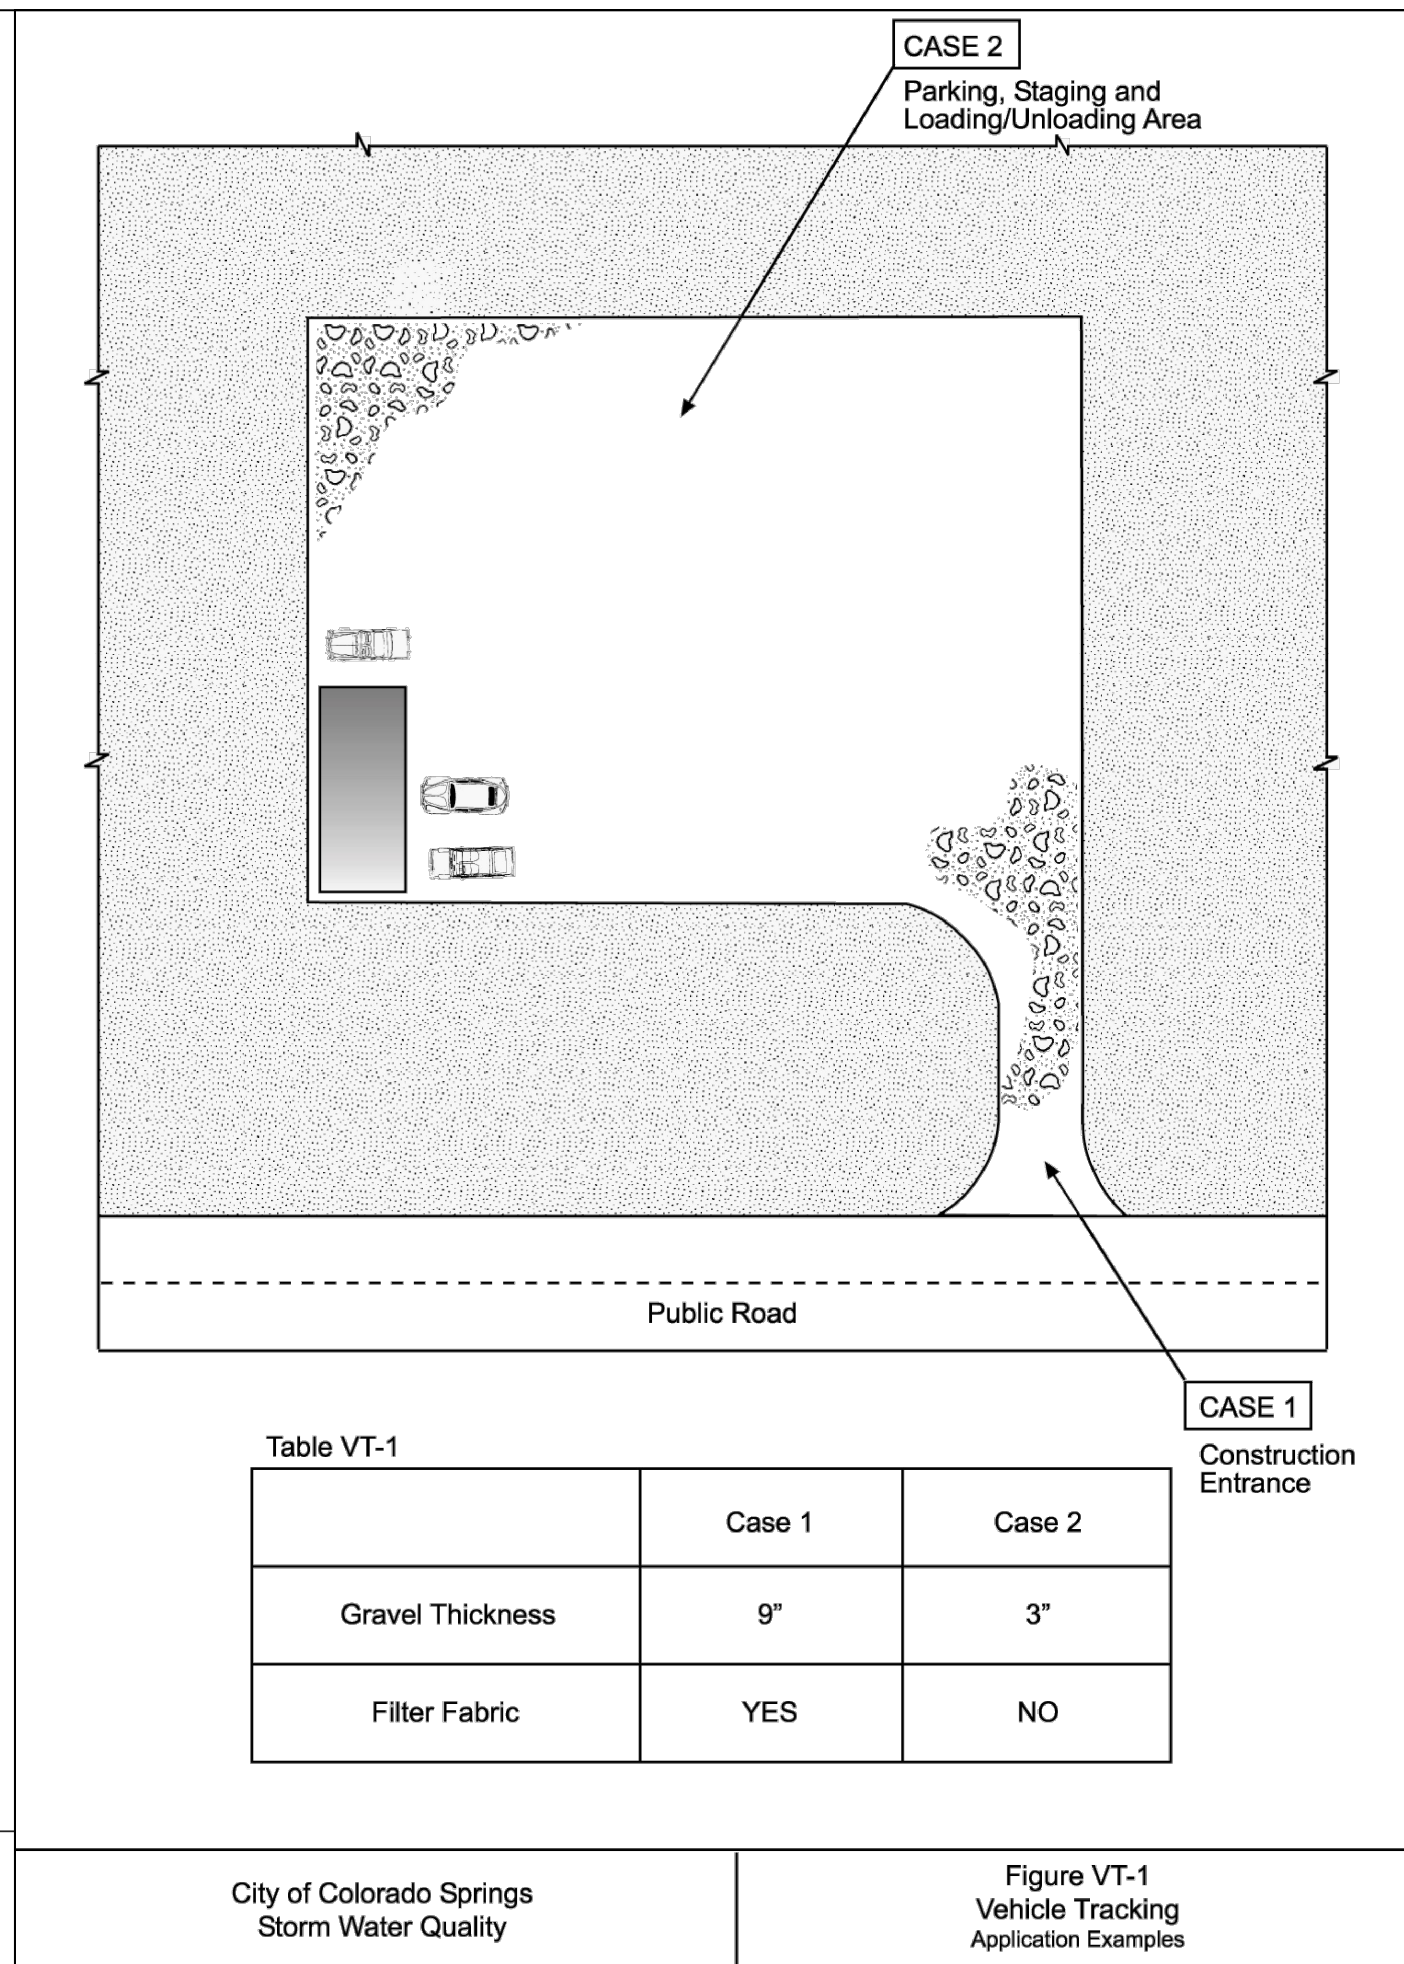 CASE 2
Parking, Staging and
Loading/Unloading Area
Public Road
CASE 1
Construction
Entrance
Table VT-1
Case 1 Case 2
Gravel Thickness 9” 3”
Filter Fabric YES NO
City of Colorado Springs
Storm Water Quality
Figure VT-1
Vehicle Tracking
Application Examples